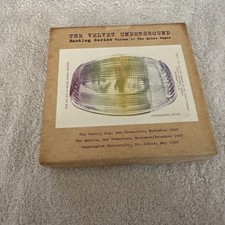 THE VELVET UNDERGROUND
Bootleg Series Volume 1: The Quine Tapes
The Family Dog, San Francisco, November 1969
The Matrix, San Francisco, November/December 1969
Washington University, St. Louis, May 1969